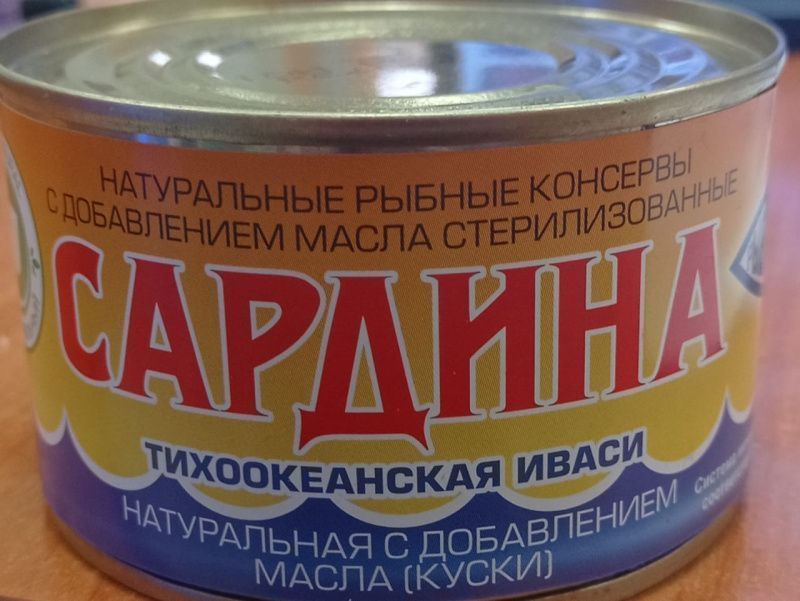 НАТУРАЛЬНЫЕ РЫБНЫЕ КОНСЕРВЫ
С ДОБАВЛЕНИЕМ МАСЛА СТЕРИЛИЗОВАННЫЕ
САРДИНА
ТИХООКЕАНСКАЯ ИВАСИ
НАТУРАЛЬНАЯ С ДОБАВЛЕНИЕМ
МАСЛА (КУСКИ)